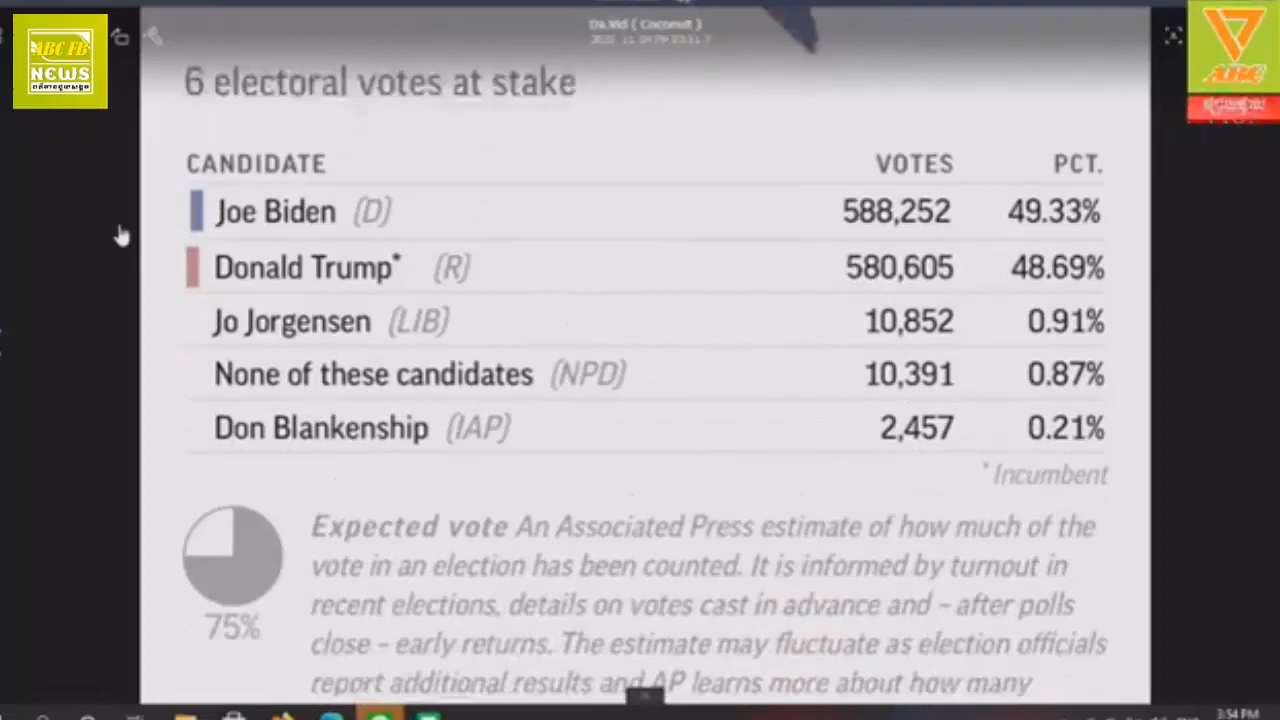 ABC FB
NEWS
ABC
6 electoral votes at stake
CANDIDATE VOTES PCT.
Joe Biden (D) 588,252 49.33%
Donald Trump* (R) 580,605 48.69%
Jo Jorgensen (LIB) 10,852 0.91%
None of these candidates (NPD) 10,391 0.87%
Don Blankenship (IAP) 2,457 0.21%
* Incumbent
Expected vote An Associated Press estimate of how much of the
vote in an election has been counted. It is informed by turnout in
recent elections, details on votes cast in advance and – after polls
close – early returns. The estimate may fluctuate as election officials
report additional results and AP learns more about how many
75%
3:54 PM